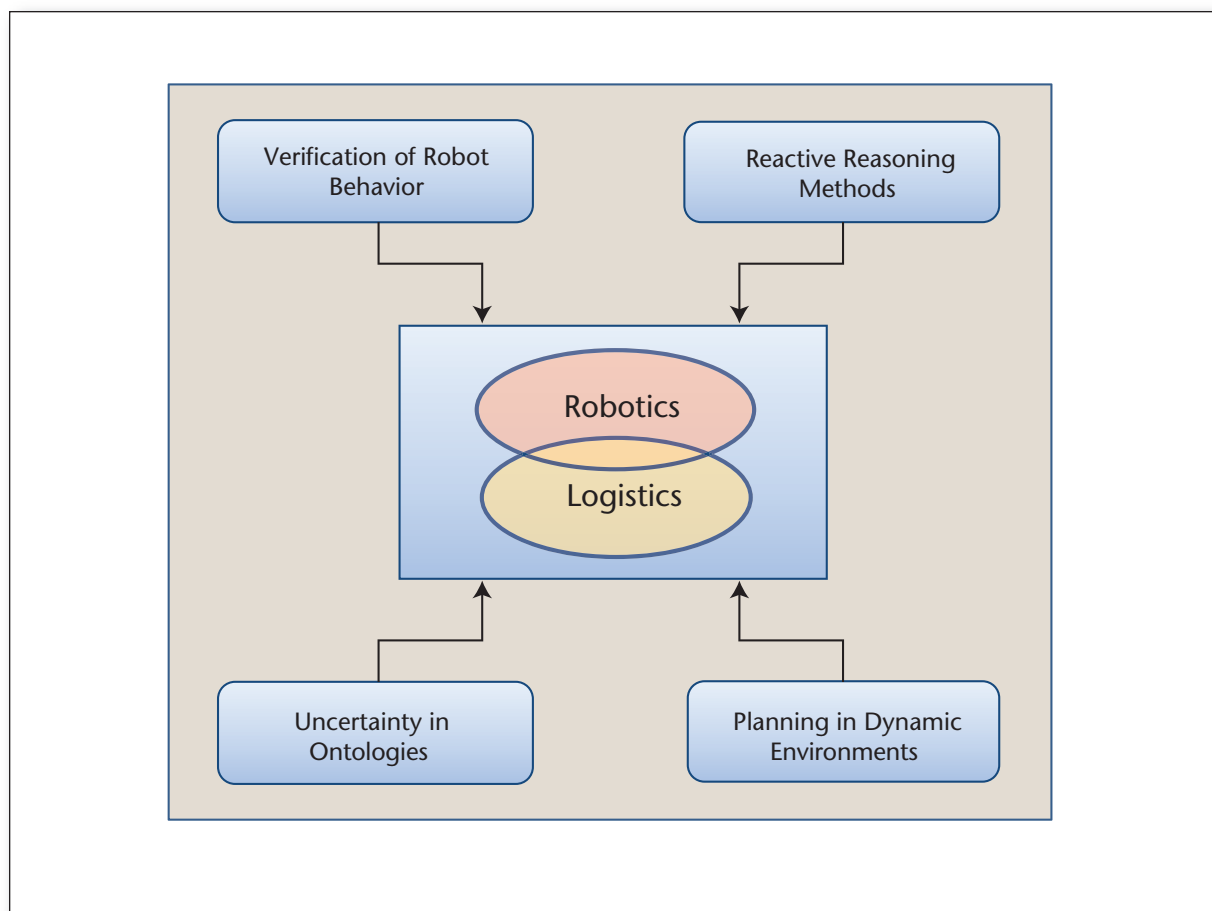 Verification of Robot
Behavior
Reactive Reasoning
Methods
Robotics
Logistics
Uncertainty in
Ontologies
Planning in Dynamic
Environments